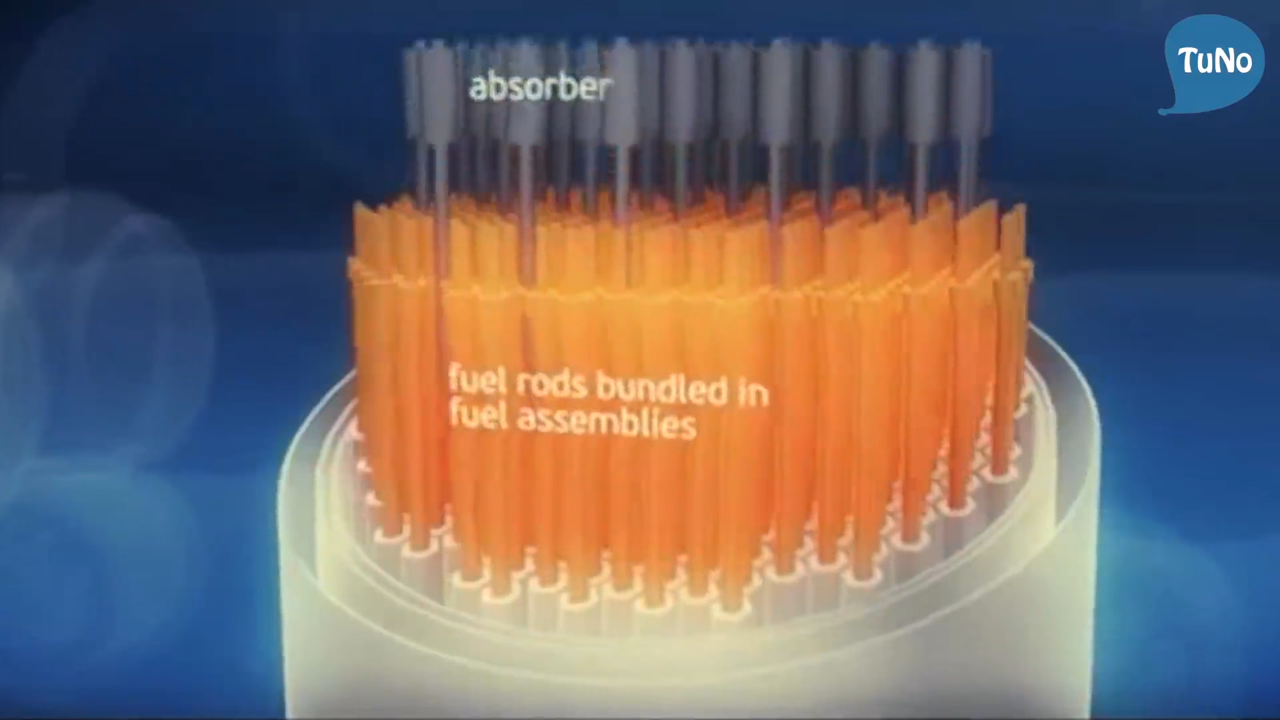 TuNo
absorber
fuel rods bundled in
fuel assemblies